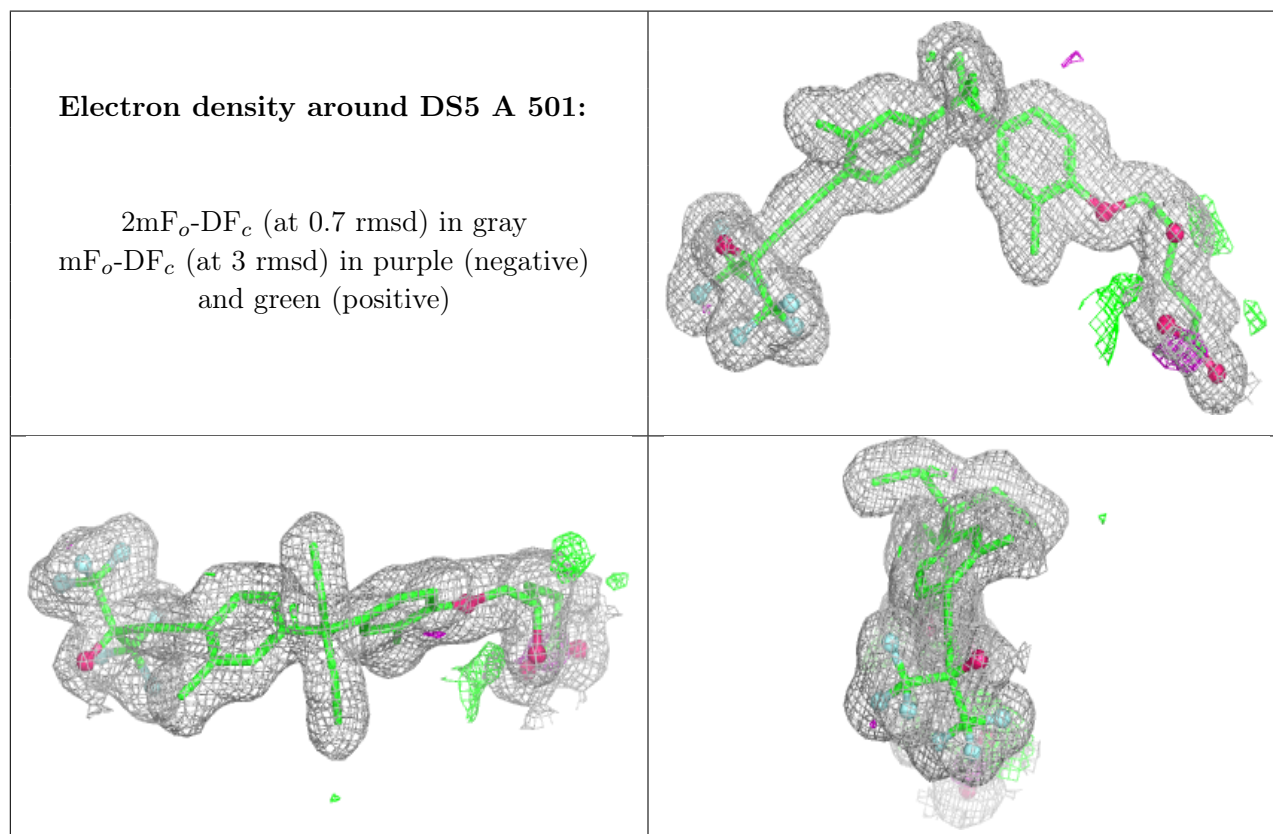 Electron density around DS5 A 501:
2mFₒ-DF𝑐 (at 0.7 rmsd) in gray
mFₒ-DF𝑐 (at 3 rmsd) in purple (negative)
and green (positive)